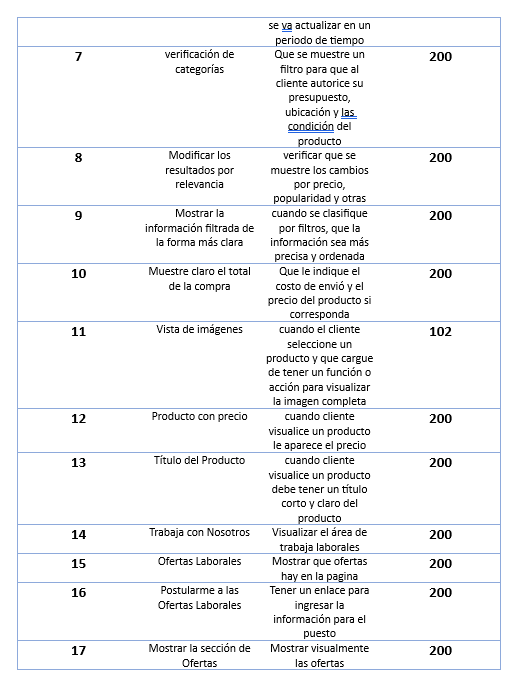 se va actualizar en un
periodo de tiempo
7 verificación de Que se muestre un 200
categorías filtro para que al
cliente autorice su
presupuesto,
ubicación y las
condición del
producto
8 Modificar los verificar que se 200
resultados por muestre los cambios
relevancia por precio,
popularidad y otras
9 Mostrar la cuando se clasifique 200
información filtrada de por filtros, que la
la forma más clara información sea más
precisa y ordenada
10 Muestre claro el total Que le indique el 200
de la compra costo de envió y el
precio del producto si
corresponda
11 Vista de imágenes cuando el cliente 102
seleccione un
producto y que cargue
de tener un función o
acción para visualizar
la imagen completa
12 Producto con precio cuando cliente 200
visualice un producto
le aparece el precio
13 Título del Producto cuando cliente 200
visualice un producto
debe tener un título
corto y claro del
producto
14 Trabaja con Nosotros Visualizar el área de 200
trabaja laborales
15 Ofertas Laborales Mostrar que ofertas 200
hay en la pagina
16 Postularme a las Tener un enlace para 200
Ofertas Laborales ingresar la
información para el
puesto
17 Mostrar la sección de Mostrar visualmente 200
Ofertas las ofertas